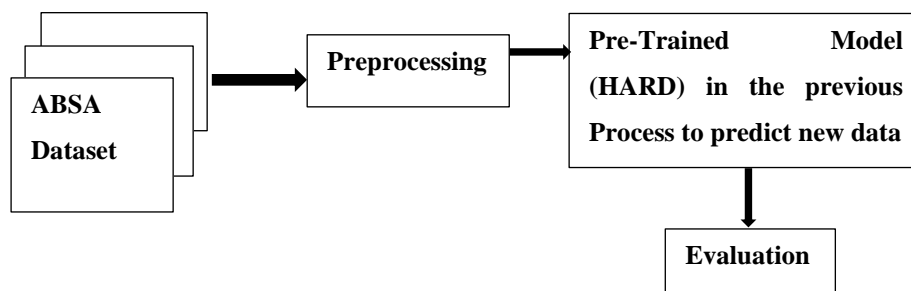 ABSA
Dataset
Preprocessing
Pre-Trained Model
(HARD) in the previous
Process to predict new data
Evaluation